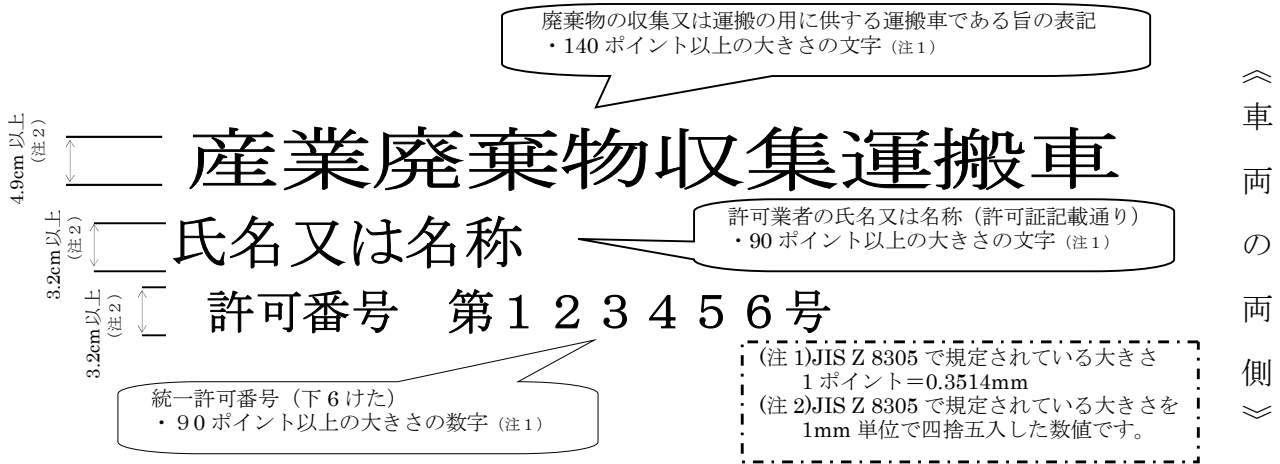 廃棄物の収集又は運搬の用に供する運搬車である旨の表記
・140 ポイント以上の大きさの文字（注１）
4.9cm 以上
（注２）
産業廃棄物収集運搬車
3.2cm 以上
（注２）
氏名又は名称
許可業者の氏名又は名称（許可証記載通り）
・90 ポイント以上の大きさの文字（注１）
3.2cm 以上
（注２）
許可番号　第１２３４５６号
統一許可番号（下６けた）
・９０ポイント以上の大きさの数字（注１）
(注 1)JIS Z 8305 で規定されている大きさ
1 ポイント＝0.3514mm
(注 2)JIS Z 8305 で規定されている大きさを
1mm 単位で四捨五入した数値です。
《車両の両側》